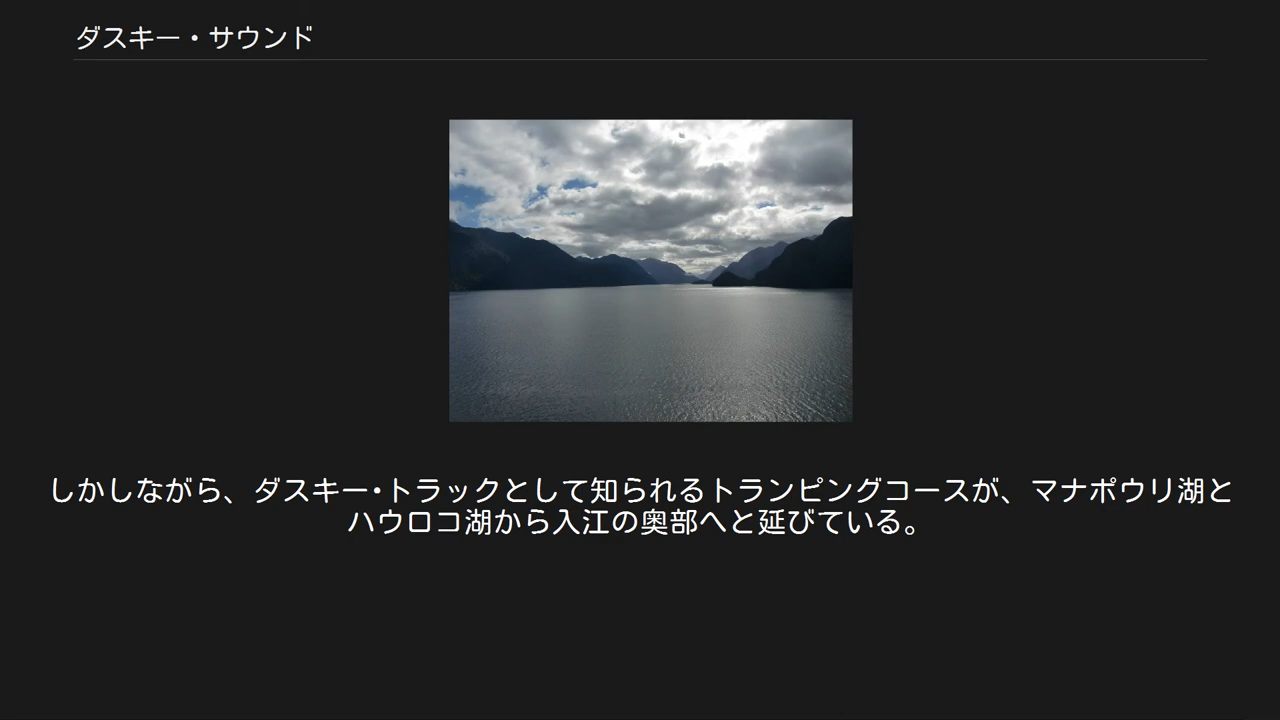 ダスキー・サウンド
しかしながら、ダスキー・トラックとして知られるトランピングコースが、マナポウリ湖と
ハウロコ湖から入江の奥部へと延びている。